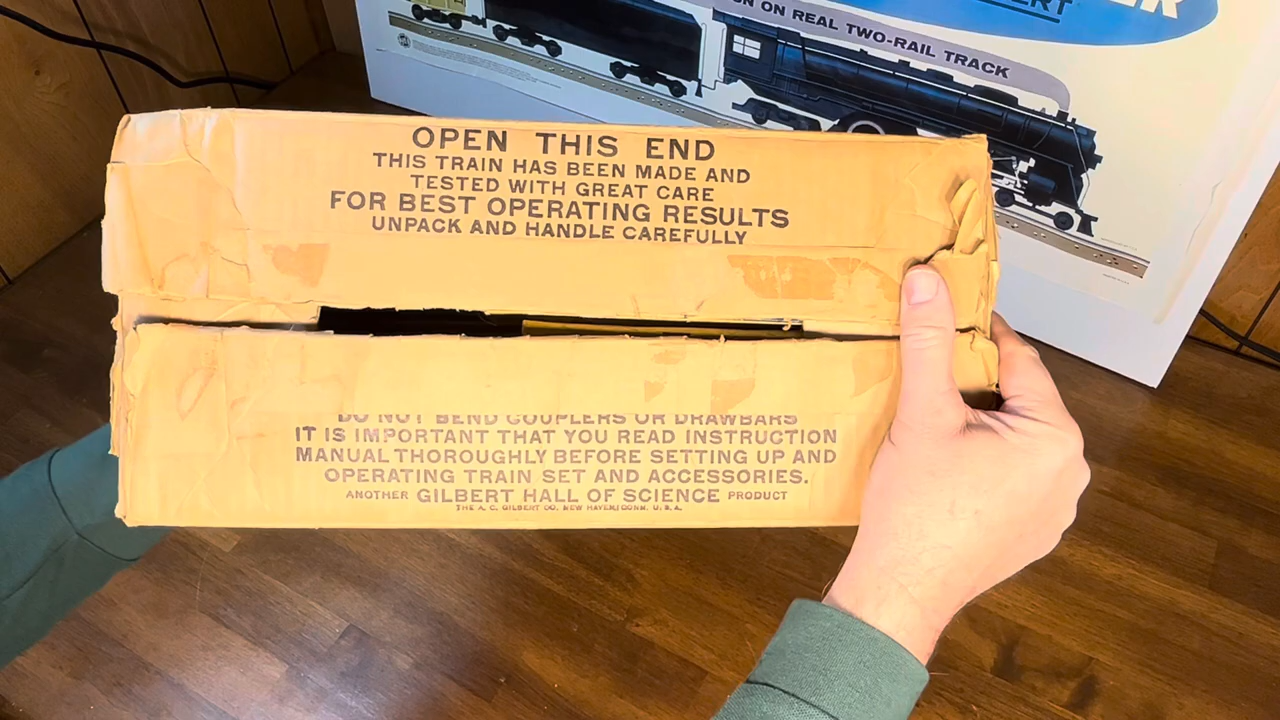 ON REAL TWO-RAIL TRACK
OPEN THIS END
THIS TRAIN HAS BEEN MADE AND
TESTED WITH GREAT CARE
FOR BEST OPERATING RESULTS
UNPACK AND HANDLE CAREFULLY
DO NOT BEND COUPLERS OR DRAWBARS
IT IS IMPORTANT THAT YOU READ INSTRUCTION
MANUAL THOROUGHLY BEFORE SETTING UP AND
OPERATING TRAIN SET AND ACCESSORIES.
ANOTHER GILBERT HALL OF SCIENCE PRODUCT
THE A. C. GILBERT CO. NEW HAVEN, CONN. U. S. A.